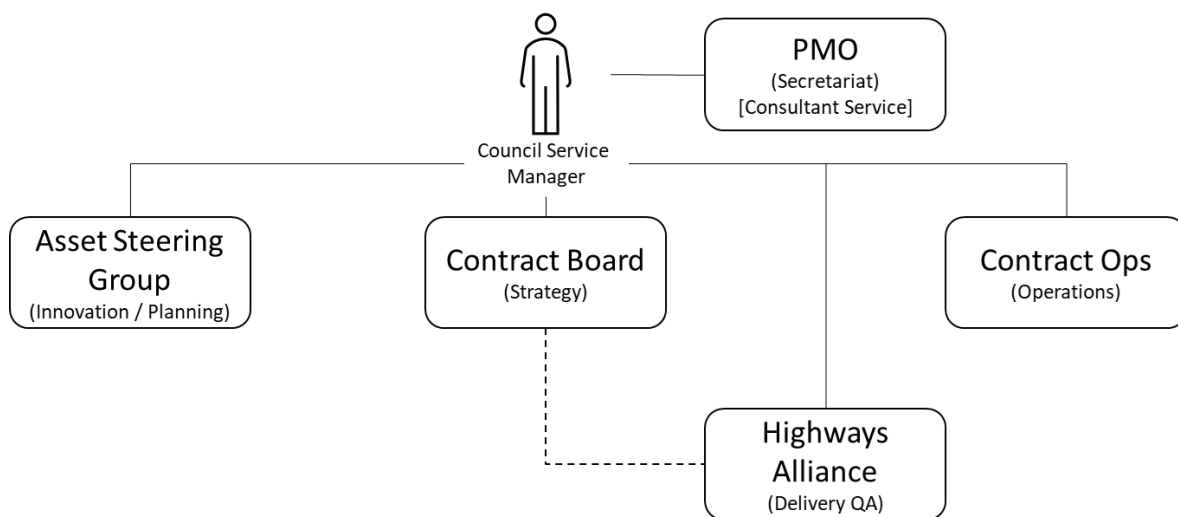 PMO
(Secretariat)
[Consultant Service]
Council Service
Manager
Asset Steering
Group
(Innovation / Planning)
Contract Board
(Strategy)
Contract Ops
(Operations)
Highways
Alliance
(Delivery QA)